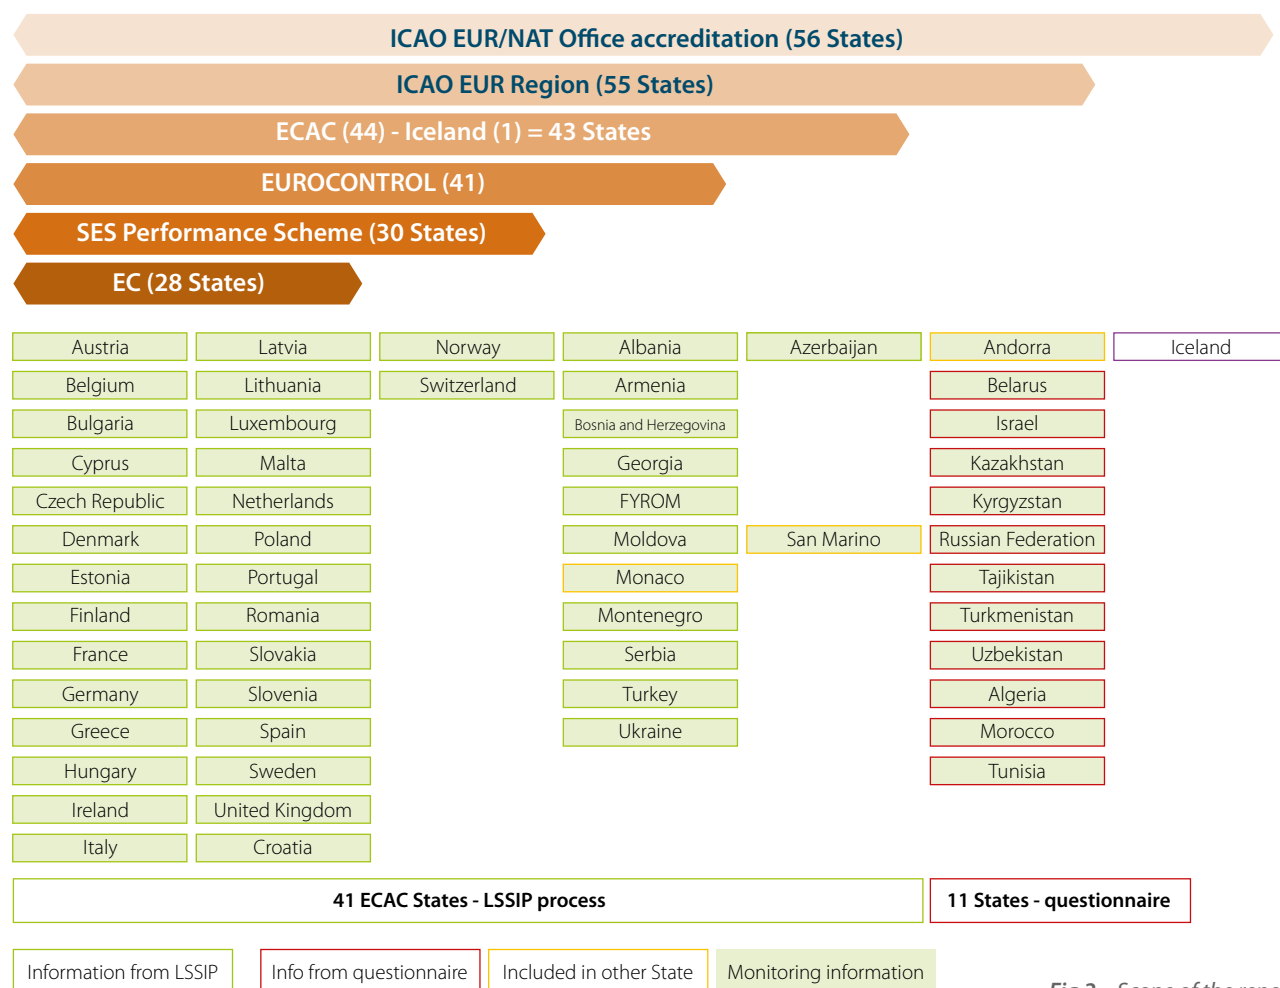 ICAO EUR/NAT Office accreditation (56 States)
ICAO EUR Region (55 States)
ECAC (44) - Iceland (1) = 43 States
EUROCONTROL (41)
SES Performance Scheme (30 States)
EC (28 States)
Austria Latvia Norway Albania Azerbaijan Andorra Iceland
Belgium Lithuania Switzerland Armenia Belarus
Bulgaria Luxembourg Bosnia and Herzegovina Israel
Cyprus Malta Georgia Kazakhstan
Czech Republic Netherlands FYROM Kyrgyzstan
Denmark Poland Moldova San Marino Russian Federation
Estonia Portugal Monaco Tajikistan
Finland Romania Montenegro Turkmenistan
France Slovakia Serbia Uzbekistan
Germany Slovenia Turkey Algeria
Greece Spain Ukraine Morocco
Hungary Sweden Tunisia
Ireland United Kingdom
Italy Croatia
41 ECAC States - LSSIP process 11 States - questionnaire
Information from LSSIP Info from questionnaire Included in other State Monitoring information
Scope of the